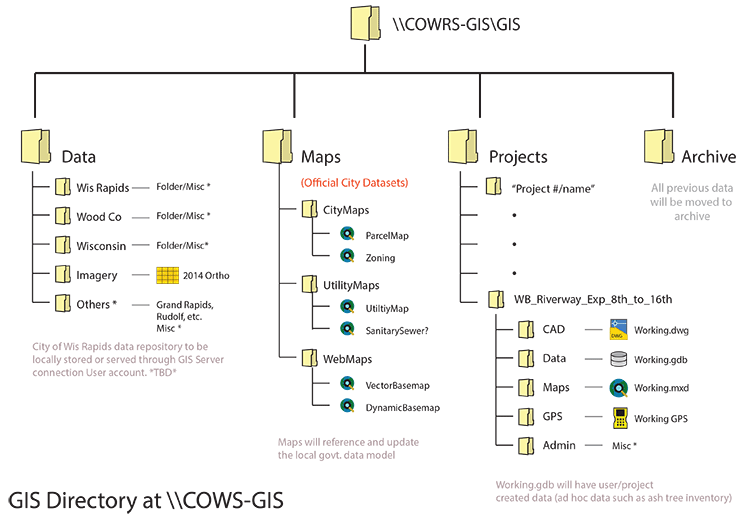 \\COWRS-GIS\GIS
Data
Wis Rapids
Folder/Misc *
Wood Co
Folder/Misc *
Wisconsin
Folder/Misc*
Imagery
2014 Ortho
Others *
Grand Rapids,
Rudolf, etc.
Misc *
City of Wis Rapids data repository to be
locally stored or served through GIS Server
connection User account. *TBD*
Maps
(Official City Datasets)
CityMaps
ParcelMap
Zoning
UtilityMaps
UtiltiyMap
SanitarySewer?
WebMaps
VectorBasemap
DynamicBasemap
Maps will reference and update
the local govt. data model
Projects
"Project #/name"
WB_Riverway_Exp_8th_to_16th
CAD
DWG
Working.dwg
Data
Working.gdb
Maps
Working.mxd
GPS
Working GPS
Admin
Misc *
Working.gdb will have user/project
created data (ad hoc data such as ash tree inventory)
Archive
All previous data
will be moved to
archive
GIS Directory at \\COWS-GIS